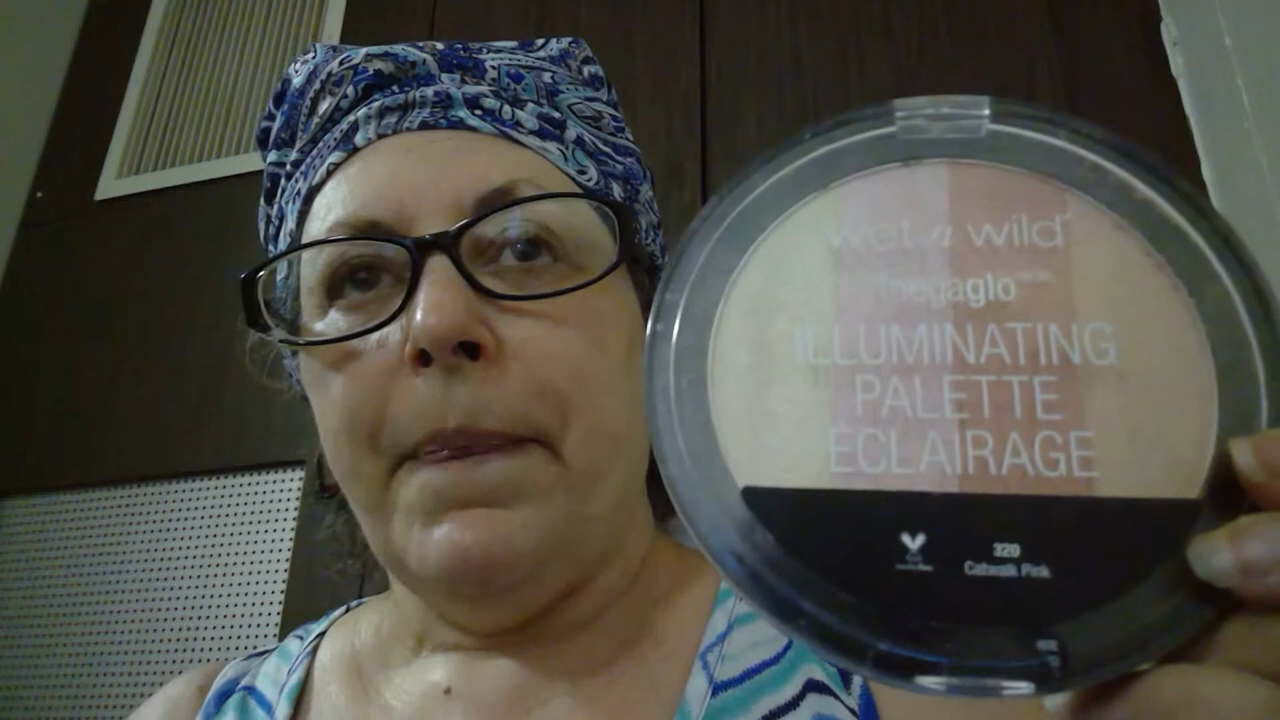 wet n wild
megaglo
ILLUMINATING
PALETTE
ECLAIRAGE
320
Catwalk Pink